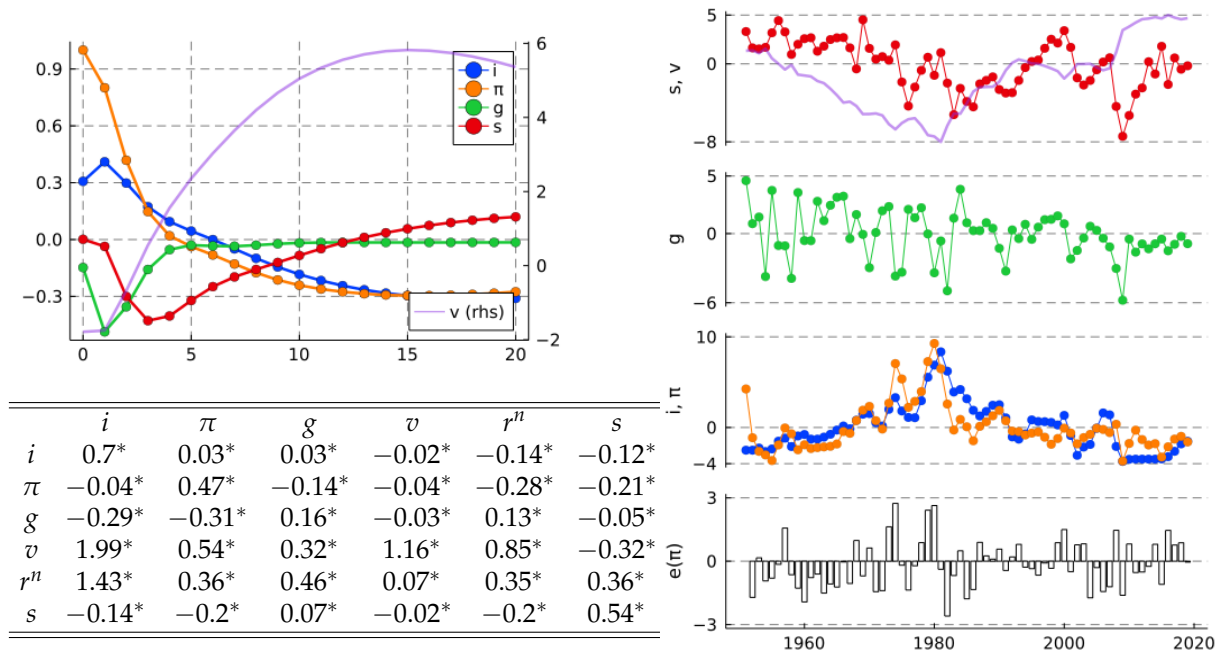 0.9
0.6
0.3
0.0
−0.3
6
4
2
0
−2
i
π
g
s
v (rhs)
0 5 10 15 20
i π g v rⁿ s
i 0.7* 0.03* 0.03* −0.02* −0.14* −0.12*
π −0.04* 0.47* −0.14* −0.04* −0.28* −0.21*
g −0.29* −0.31* 0.16* −0.03* 0.13* −0.05*
v 1.99* 0.54* 0.32* 1.16* 0.85* −0.32*
rⁿ 1.43* 0.36* 0.46* 0.07* 0.35* 0.36*
s −0.14* −0.2* 0.07* −0.02* −0.2* 0.54*
5
0
−8
s, v
5
0
−6
g
10
0
−4
i, π
3
0
−3
e(π)
1960 1980 2000 2020